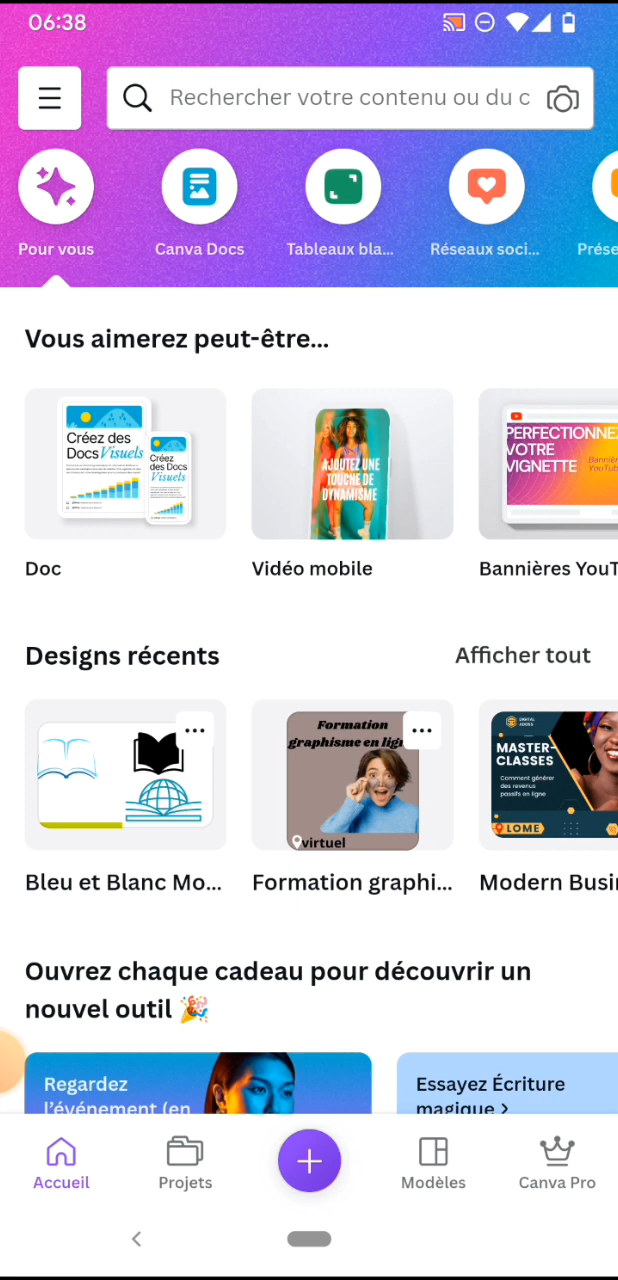 06:38
Rechercher votre contenu ou du c
Pour vous
Canva Docs
Tableaux bla...
Réseaux soci...
Prése
Vous aimerez peut-être...
Créez des
Docs Visuels
Créez
des Docs
Visuels
AJOUTEZ UNE
TOUCHE DE
DYNAMISME
PERFECTIONNEZ
VOTRE
VIGNETTE
Bannière
YouTub
Doc
Vidéo mobile
Bannières YouT
Designs récents
Afficher tout
Formation
graphisme en lign
virtuel
DIGITAL
MASTER-
CLASSES
Comment générer
des revenus
passifs en ligne
LOME
Bleu et Blanc Mo...
Formation graphi...
Modern Busi
Ouvrez chaque cadeau pour découvrir un
nouvel outil 🎉
Regardez
l'événement (en
Essayez Écriture
magique >
Accueil
Projets
Modèles
Canva Pro